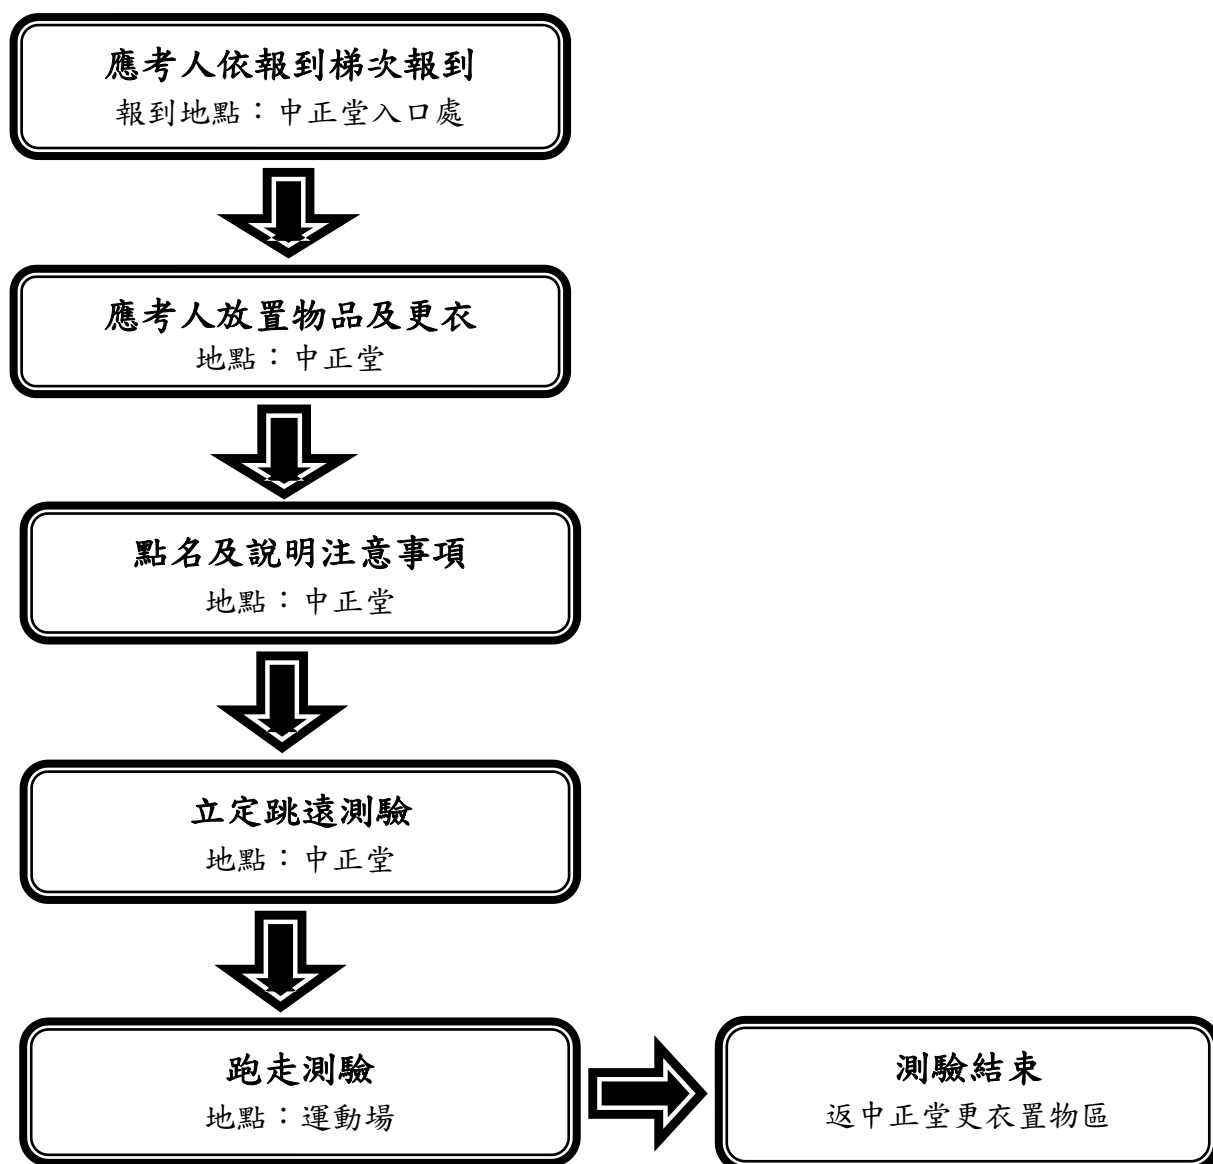 應考人依報到梯次報到
報到地點：中正堂入口處
應考人放置物品及更衣
地點：中正堂
點名及說明注意事項
地點：中正堂
立定跳遠測驗
地點：中正堂
跑走測驗
地點：運動場
測驗結束
返中正堂更衣置物區